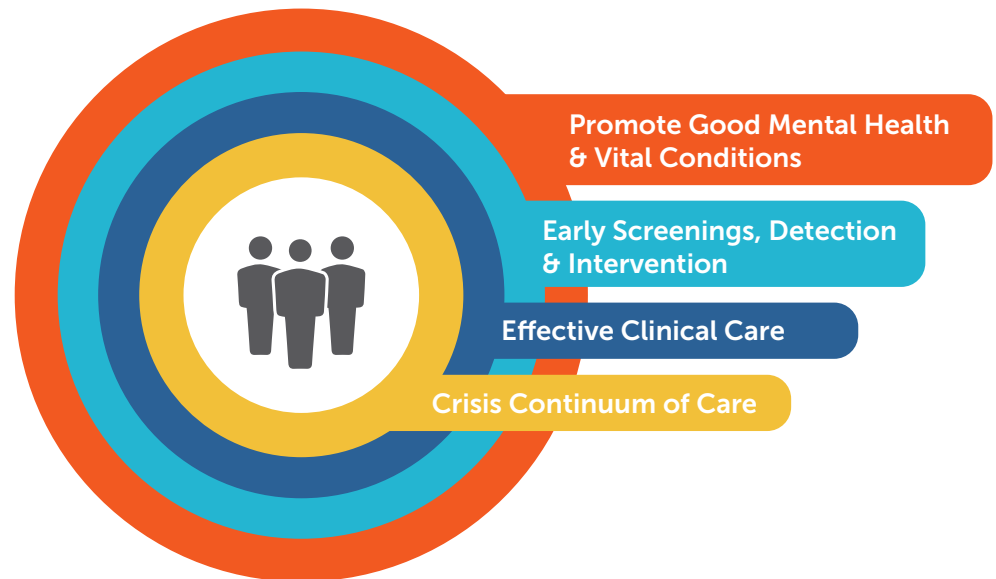 Promote Good Mental Health
& Vital Conditions
Early Screenings, Detection
& Intervention
Effective Clinical Care
Crisis Continuum of Care